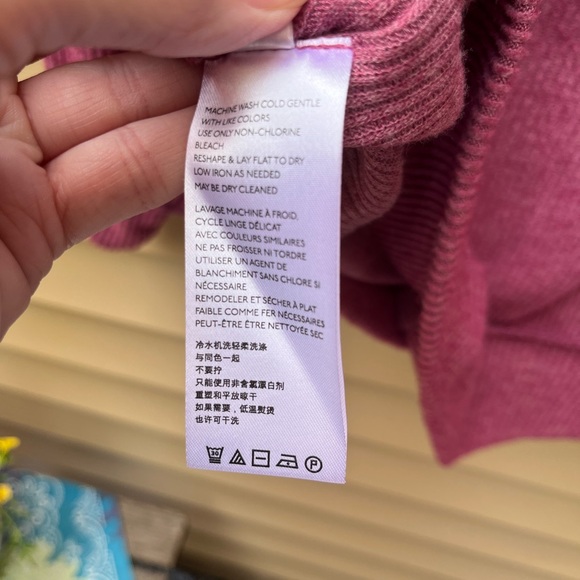 MACHINE WASH COLD GENTLE
WITH LIKE COLORS
USE ONLY NON-CHLORINE
BLEACH
RESHAPE & LAY FLAT TO DRY
LOW IRON AS NEEDED
MAY BE DRY CLEANED
LAVAGE MACHINE À FROID,
CYCLE LINGE DÉLICAT
AVEC COULEURS SIMILAIRES
NE PAS FROISSER NI TORDRE
UTILISER UN AGENT DE
BLANCHIMENT SANS CHLORE SI
NÉCESSAIRE
REMODELER ET SÉCHER À PLAT
FAIBLE COMME FER NÉCESSAIRES
PEUT-ÊTRE ÊTRE NETTOYÉE SEC
冷水机洗轻柔洗涤
与同色一起
不要拧
只能使用非食氯漂白剂
重塑和平放晾干
如果需要，低温熨烫
也许可干洗
30
P